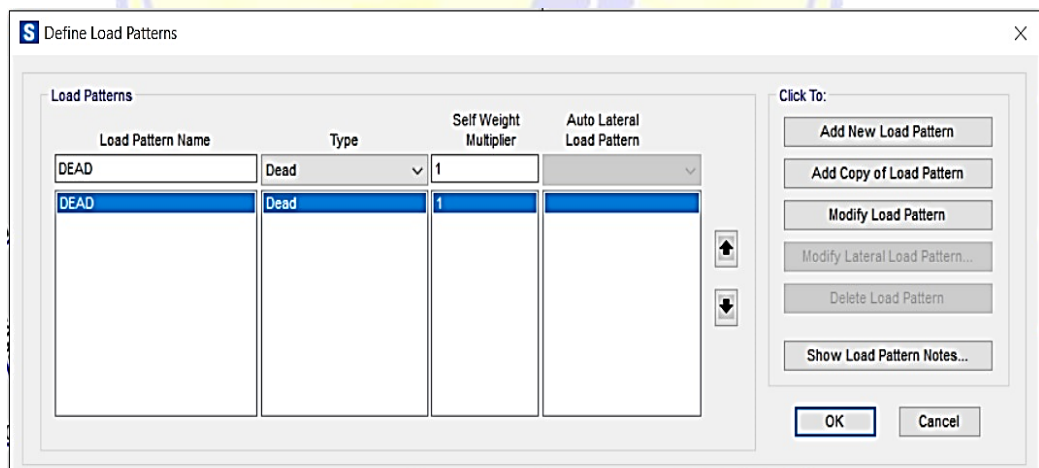 S Define Load Patterns
Load Patterns
Click To:
Load Pattern Name
Type
Self Weight
Multiplier
Auto Lateral
Load Pattern
DEAD
Dead
1
DEAD
Dead
1
Add New Load Pattern
Add Copy of Load Pattern
Modify Load Pattern
Modify Lateral Load Pattern...
Delete Load Pattern
Show Load Pattern Notes...
OK
Cancel